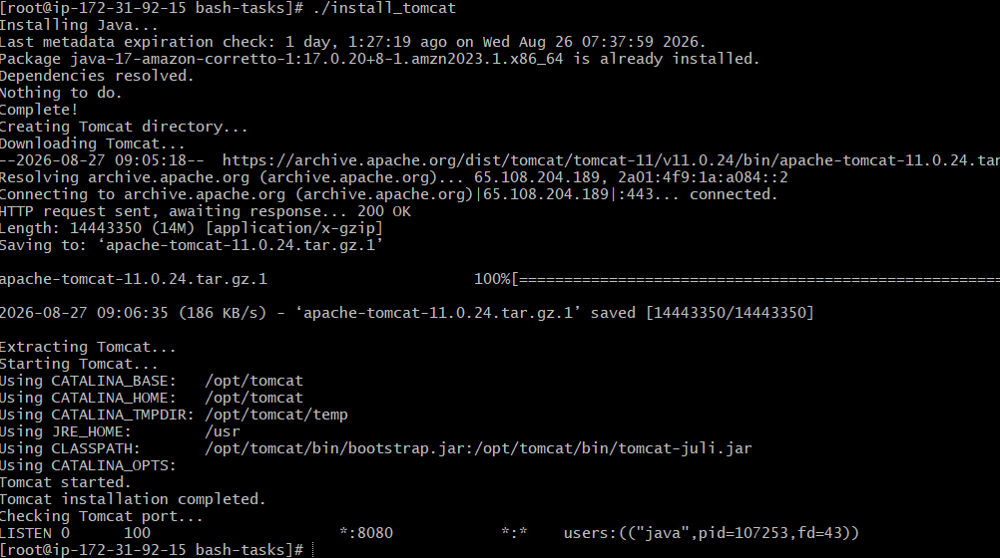 [root@ip-172-31-92-15 bash-tasks]# ./install_tomcat
Installing Java...
Last metadata expiration check: 1 day, 1:27:19 ago on Wed Aug 26 07:37:59 2026.
Package java-17-amazon-corretto-1:17.0.20+8-1.amzn2023.1.x86_64 is already installed.
Dependencies resolved.
Nothing to do.
Complete!
Creating Tomcat directory...
Downloading Tomcat...
--2026-08-27 09:05:18--  https://archive.apache.org/dist/tomcat/tomcat-11/v11.0.24/bin/apache-tomcat-11.0.24.tar
Resolving archive.apache.org (archive.apache.org)... 65.108.204.189, 2a01:4f9:1a:a084::2
Connecting to archive.apache.org (archive.apache.org)|65.108.204.189|:443... connected.
HTTP request sent, awaiting response... 200 OK
Length: 14443350 (14M) [application/x-gzip]
Saving to: ‘apache-tomcat-11.0.24.tar.gz.1’
apache-tomcat-11.0.24.tar.gz.1                       100%[======================================================
2026-08-27 09:06:35 (186 KB/s) - ‘apache-tomcat-11.0.24.tar.gz.1’ saved [14443350/14443350]
Extracting Tomcat...
Starting Tomcat...
Using CATALINA_BASE:   /opt/tomcat
Using CATALINA_HOME:   /opt/tomcat
Using CATALINA_TMPDIR: /opt/tomcat/temp
Using JRE_HOME:        /usr
Using CLASSPATH:       /opt/tomcat/bin/bootstrap.jar:/opt/tomcat/bin/tomcat-juli.jar
Using CATALINA_OPTS:
Tomcat started.
Tomcat installation completed.
Checking Tomcat port...
LISTEN 0      100                     *:8080            *:*    users:(("java",pid=107253,fd=43))
[root@ip-172-31-92-15 bash-tasks]#